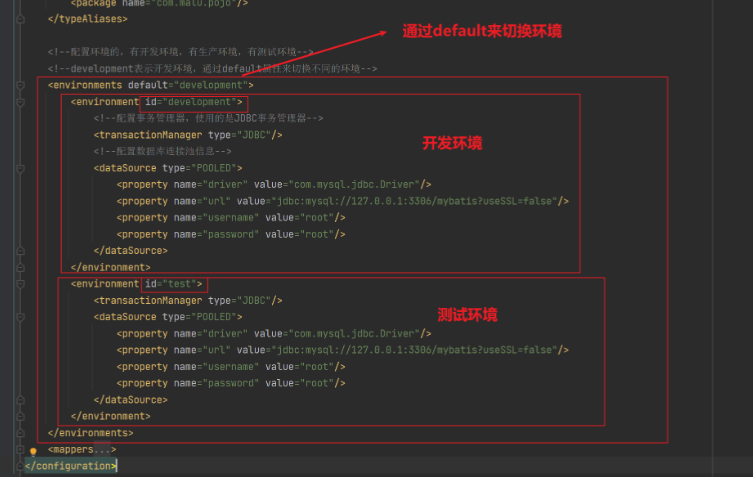 <package name="com.malu.pojo"/>
</typeAliases>
通过default来切换环境
<!--配置环境的，有开发环境，有生产环境，有测试环境-->
<!--development表示开发环境，通过default属性来切换不同的环境-->
<environments default="development">
<environment id="development">
<!--配置事务管理器，使用的是JDBC事务管理器-->
<transactionManager type="JDBC"/>
开发环境
<!--配置数据库连接池信息-->
<dataSource type="POOLED">
<property name="driver" value="com.mysql.jdbc.Driver"/>
<property name="url" value="jdbc:mysql://127.0.0.1:3306/mybatis?useSSL=false"/>
<property name="username" value="root"/>
<property name="password" value="root"/>
</dataSource>
</environment>
<environment id="test">
<transactionManager type="JDBC"/>
测试环境
<dataSource type="POOLED">
<property name="driver" value="com.mysql.jdbc.Driver"/>
<property name="url" value="jdbc:mysql://127.0.0.1:3306/mybatis?useSSL=false"/>
<property name="username" value="root"/>
<property name="password" value="root"/>
</dataSource>
</environment>
</environments>
<mappers...>
</configuration>